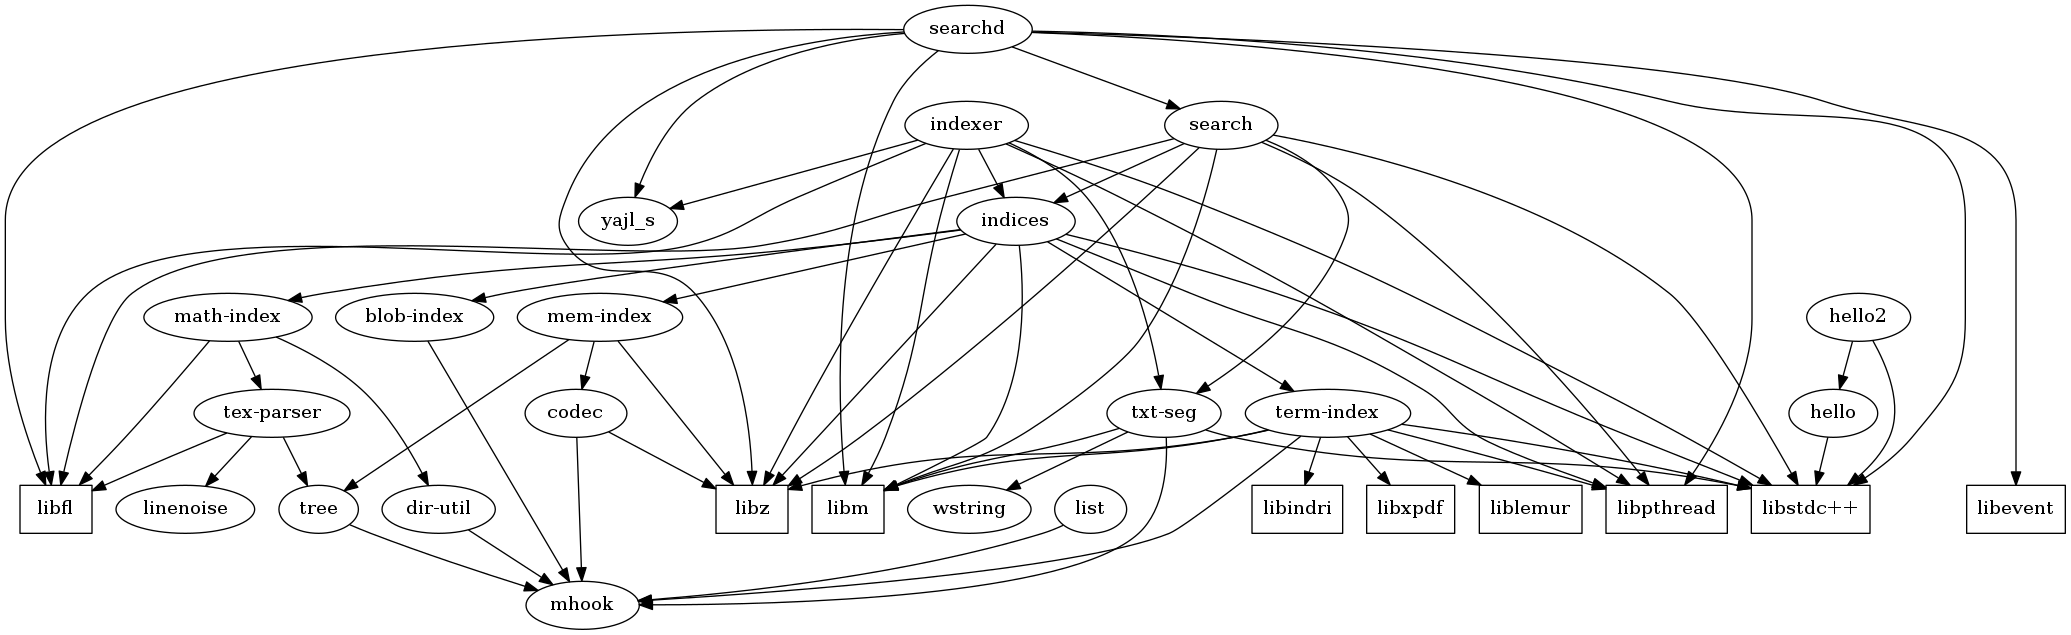 searchd
indexer
search
yajl_s
indices
math-index
blob-index
mem-index
hello2
tex-parser
codec
txt-seg
term-index
hello
libfl
linenoise
tree
dir-util
libz
libm
wstring
list
libindri
libxpdf
liblemur
libpthread
libstdc++
libevent
mhook